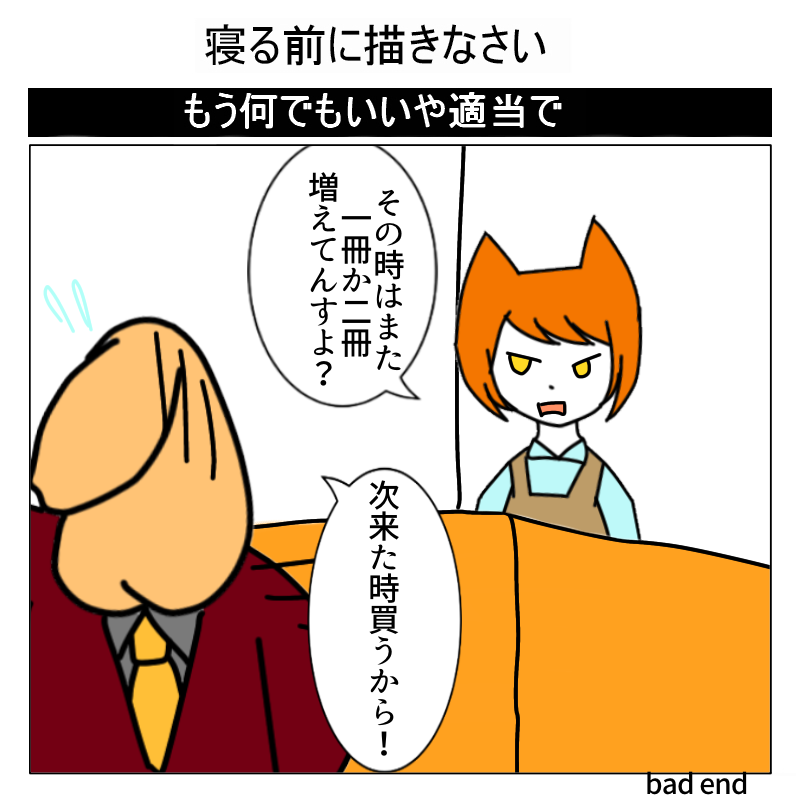 寝る前に描きなさい
もう何でもいいや適当で
その時はまた
一冊か二冊
増えてんすよ？
次来た時買うから！
bad end